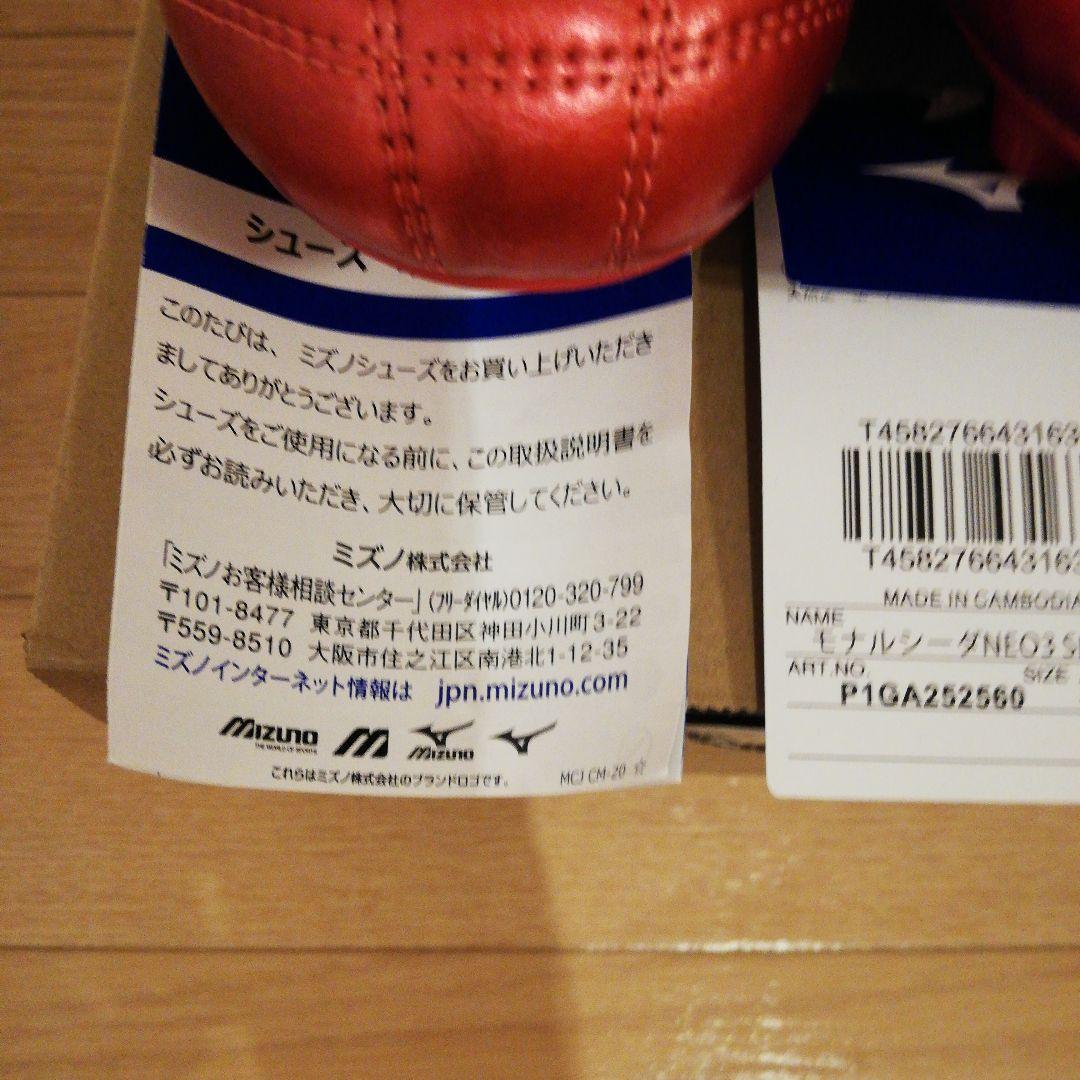 シューズ
このたびは、ミズノシューズをお買い上げいただき
ましてありがとうございます。
シューズをご使用になる前に、この取扱説明書を
必ずお読みいただき、大切に保管してください。
ミズノ株式会社
「ミズノお客様相談センター」(フリーダイヤル)0120-320-799
〒101-8477 東京都千代田区神田小川町3-22
〒559-8510 大阪市住之江区南港北1-12-35
ミズノインターネット情報は jpn.mizuno.com
MIZUNO
THE WORLD OF SPORTS
MIZUNO
これらはミズノ株式会社のブランドロゴです。
MCJ CM-20 ☆
T458276643163
T458276643163
MADE IN CAMBODIA
NAME
モナルシーダNEO3 S
ART.NO.
SIZE
P1GA252560